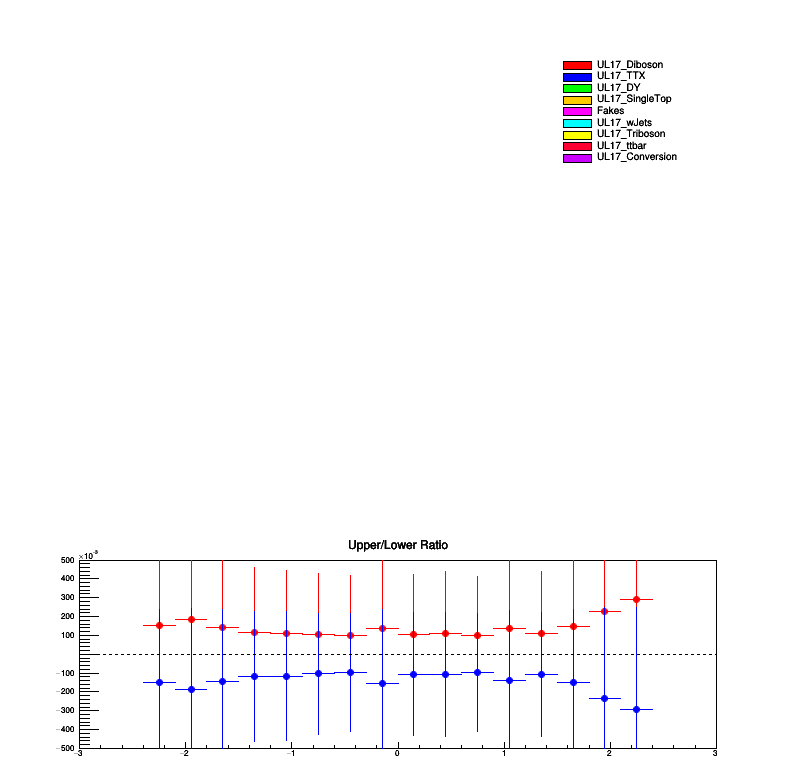 UL17_Diboson
UL17_TTX
UL17_DY
UL17_SingleTop
Fakes
UL17_wJets
UL17_Triboson
UL17_ttbar
UL17_Conversion
Upper/Lower Ratio
×10⁻³
500
400
300
200
100
−100
−200
−300
−400
−500
−3 −2 −1 0 1 2 3